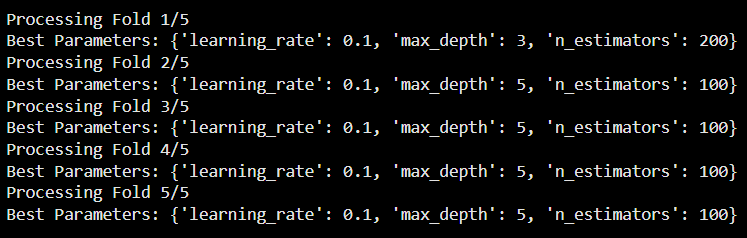 Processing Fold 1/5
Best Parameters: {'learning_rate': 0.1, 'max_depth': 3, 'n_estimators': 200}
Processing Fold 2/5
Best Parameters: {'learning_rate': 0.1, 'max_depth': 5, 'n_estimators': 100}
Processing Fold 3/5
Best Parameters: {'learning_rate': 0.1, 'max_depth': 5, 'n_estimators': 100}
Processing Fold 4/5
Best Parameters: {'learning_rate': 0.1, 'max_depth': 5, 'n_estimators': 100}
Processing Fold 5/5
Best Parameters: {'learning_rate': 0.1, 'max_depth': 5, 'n_estimators': 100}